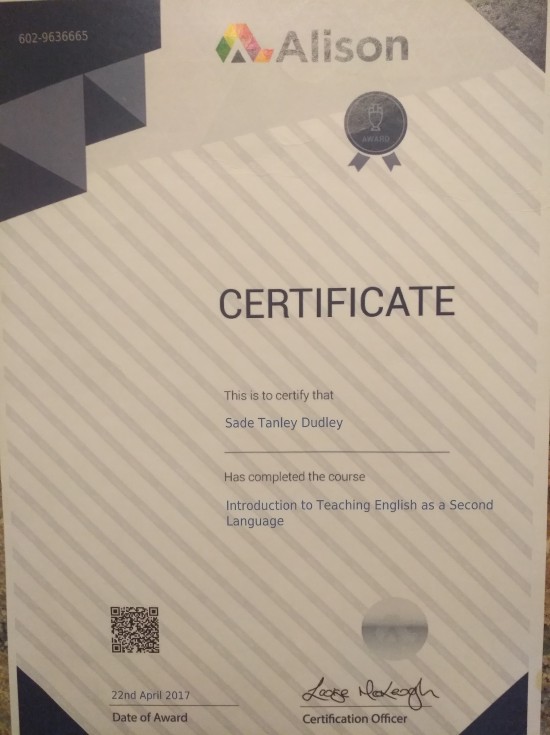 602-9636665
Alison
AWARD
CERTIFICATE
This is to certify that
Sade Tanley Dudley
Has completed the course
Introduction to Teaching English as a Second
Language
22nd April 2017
Date of Award
Certification Officer